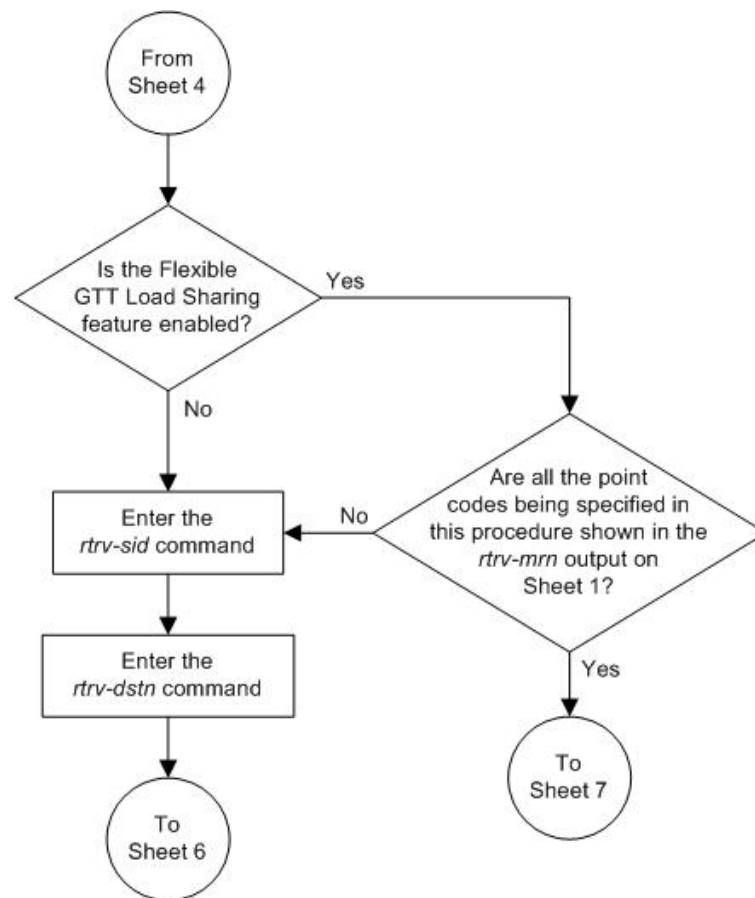 From
Sheet 4
Is the Flexible
GTT Load Sharing
feature enabled?
Yes
No
Are all the point
codes being specified in
this procedure shown in the
rtrv-mrn output on
Sheet 1?
No
Enter the
rtrv-sid command
Enter the
rtrv-dstn command
Yes
To
Sheet 7
To
Sheet 6